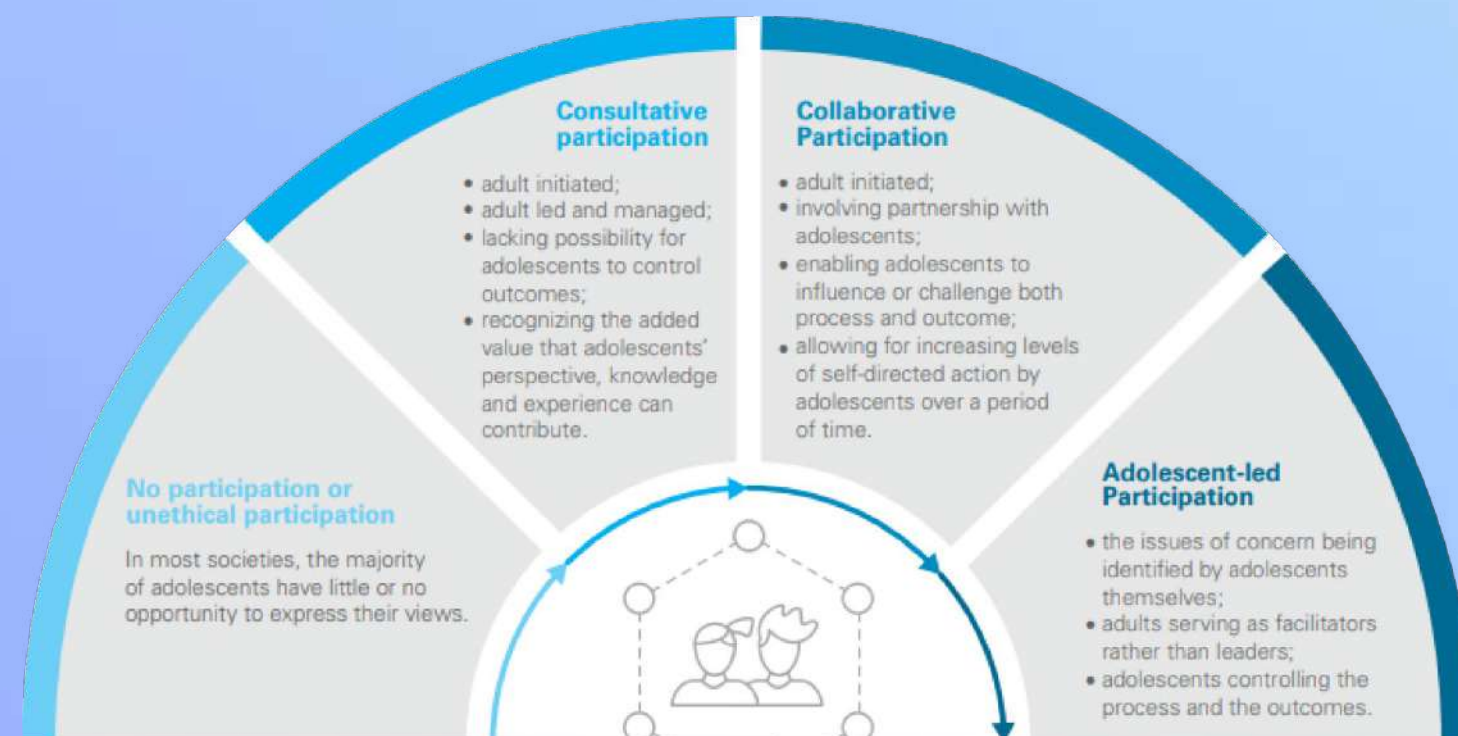 Consultative
participation
• adult initiated;
• adult led and managed;
• lacking possibility for
adolescents to control
outcomes;
• recognizing the added
value that adolescents'
perspective, knowledge
and experience can
contribute.
Collaborative
Participation
• adult initiated;
• involving partnership with
adolescents;
• enabling adolescents to
influence or challenge both
process and outcome;
• allowing for increasing levels
of self-directed action by
adolescents over a period
of time.
No participation or
unethical participation
In most societies, the majority
of adolescents have little or no
opportunity to express their views.
Adolescent-led
Participation
• the issues of concern being
identified by adolescents
themselves;
• adults serving as facilitators
rather than leaders;
• adolescents controlling the
process and the outcomes.